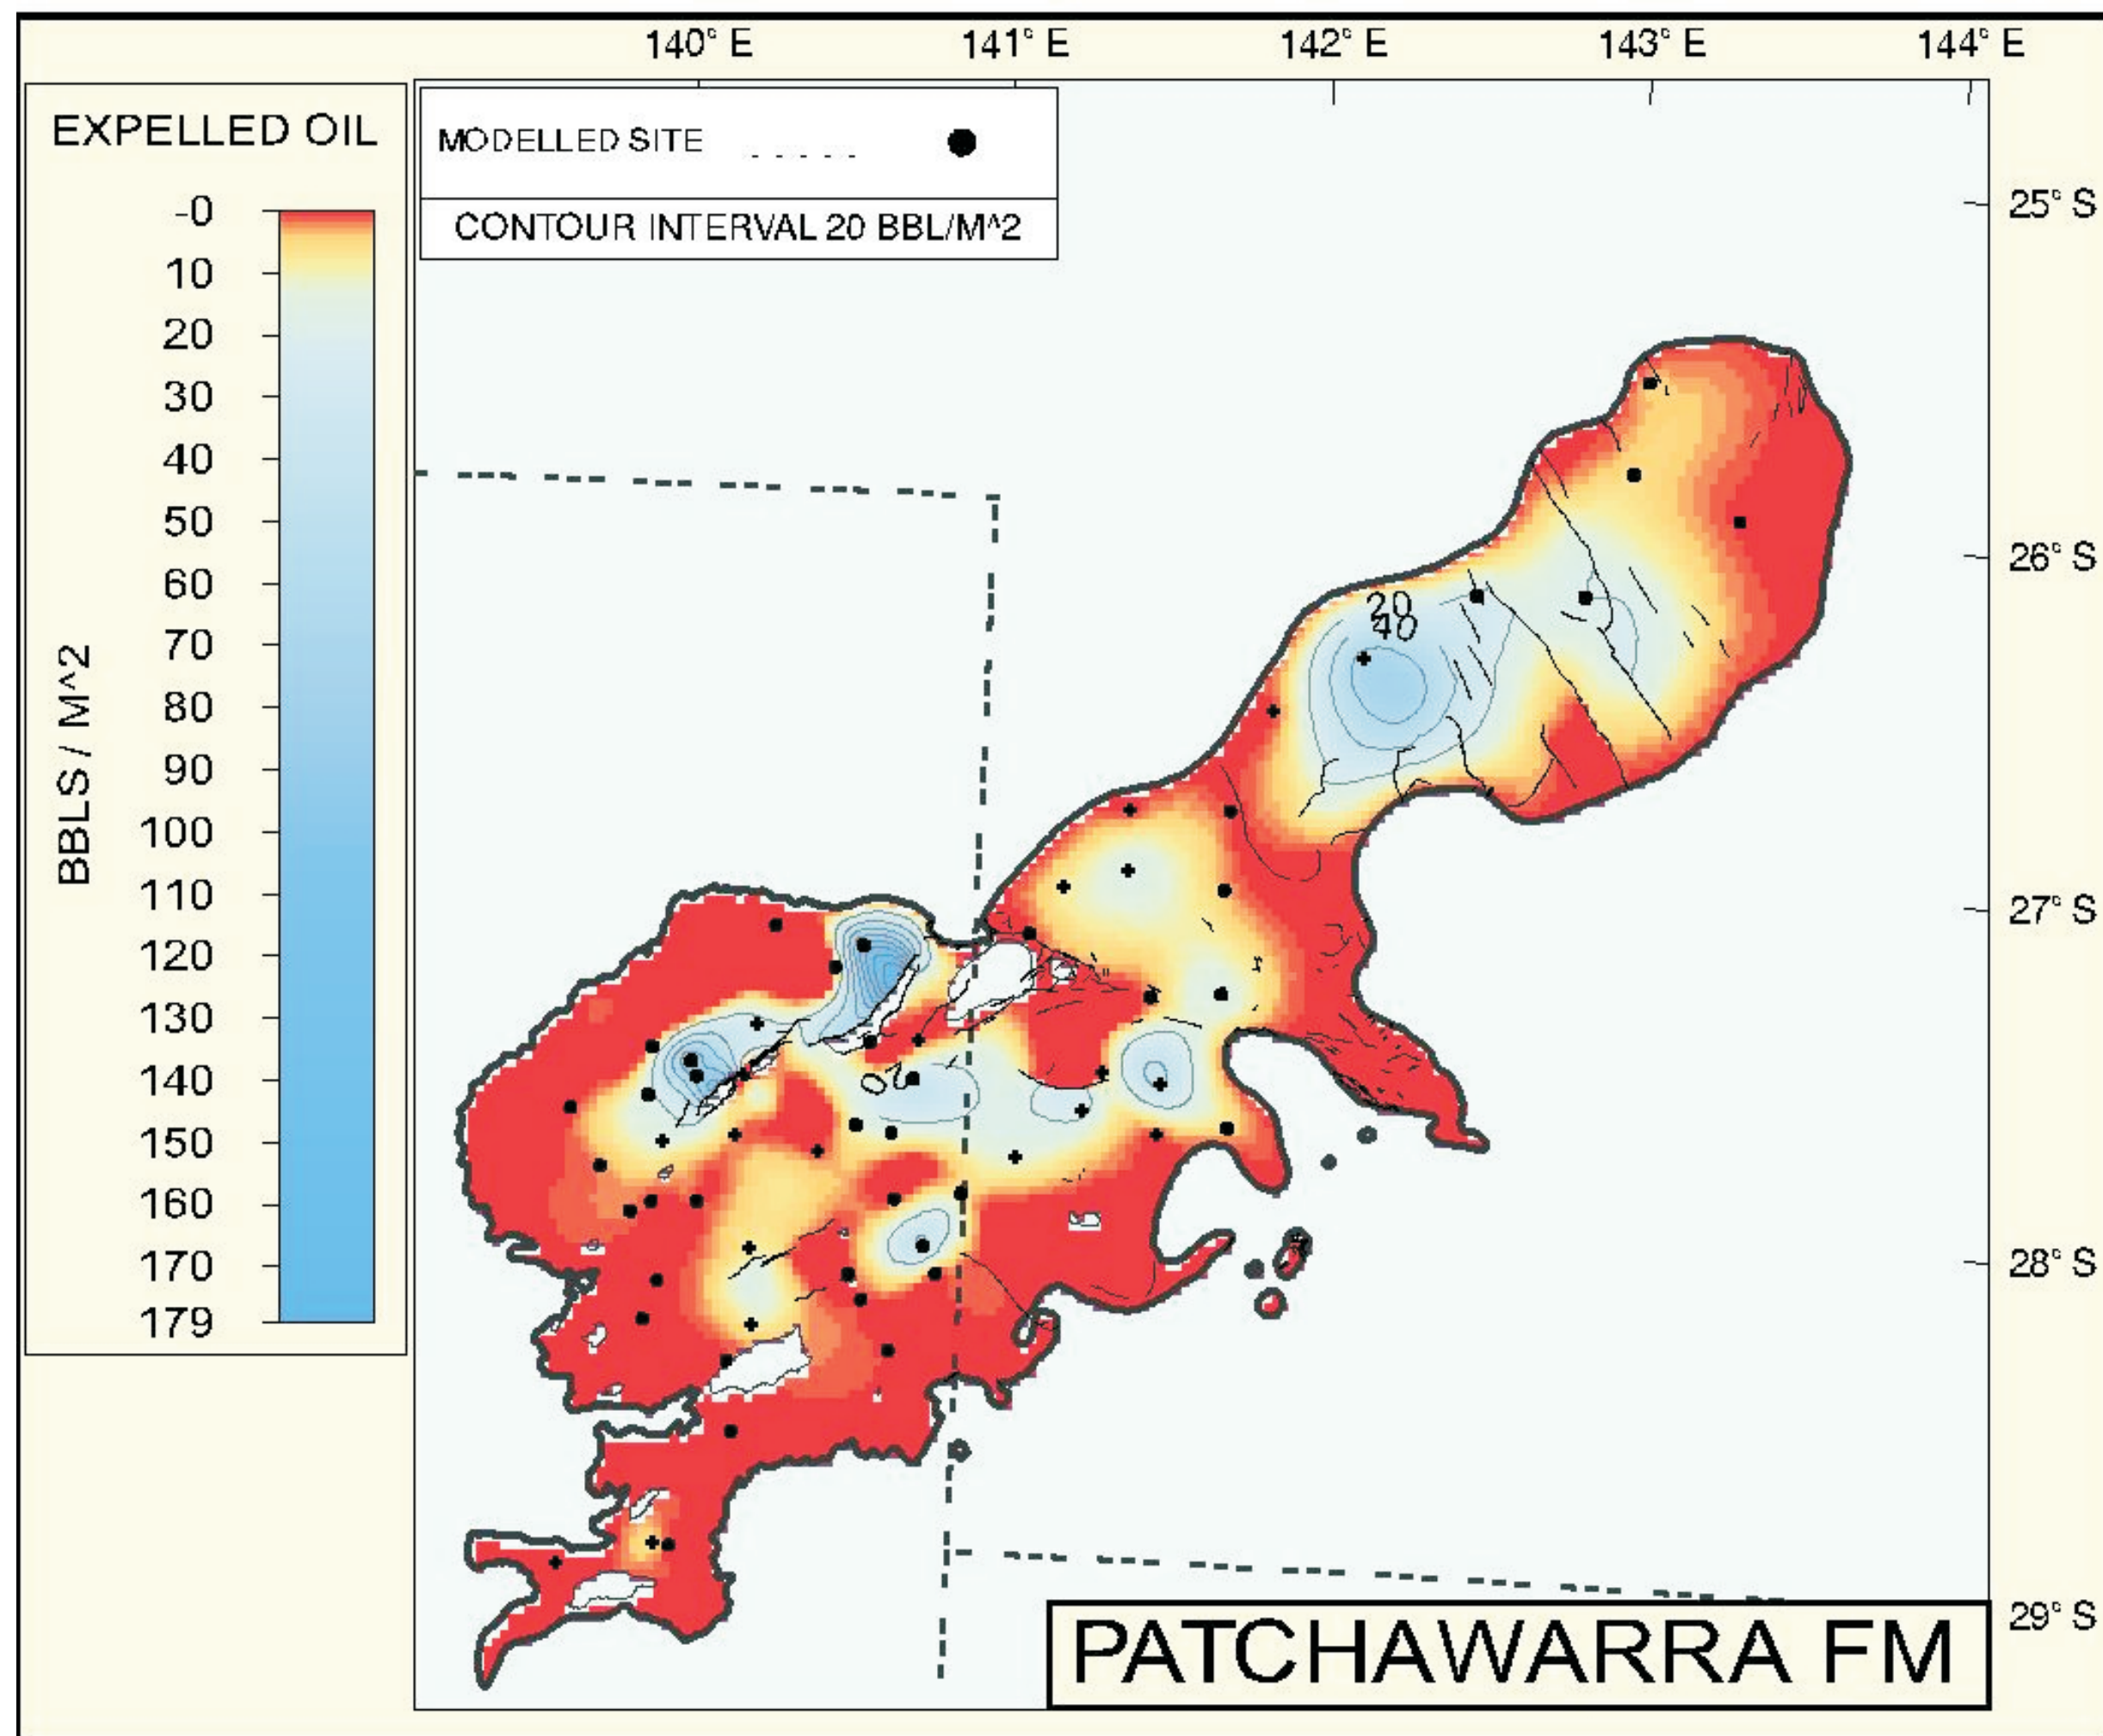 140° E
141° E
142° E
143° E
144° E
EXPELLED OIL
-0
10
20
30
40
50
60
70
80
90
100
110
120
130
140
150
160
170
179
BBLS / M^2
MODELLED SITE
CONTOUR INTERVAL 20 BBL/M^2
25° S
26° S
27° S
28° S
29° S
20
40
20
PATCHAWARRA FM